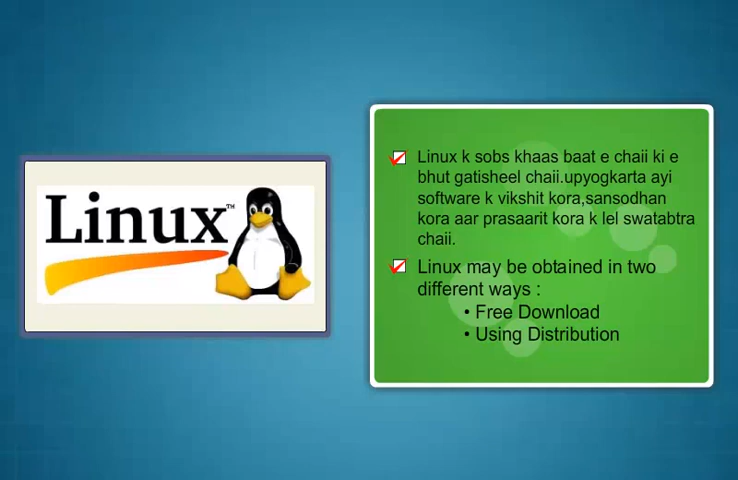 Linux™
Linux k sobs khaas baat e chaii ki e
bhut gatisheel chaii.upyogkarta ayi
software k vikshit kora,sansodhan
kora aar prasaarit kora k lel swatabtra
chaii.
Linux may be obtained in two
different ways :
• Free Download
• Using Distribution